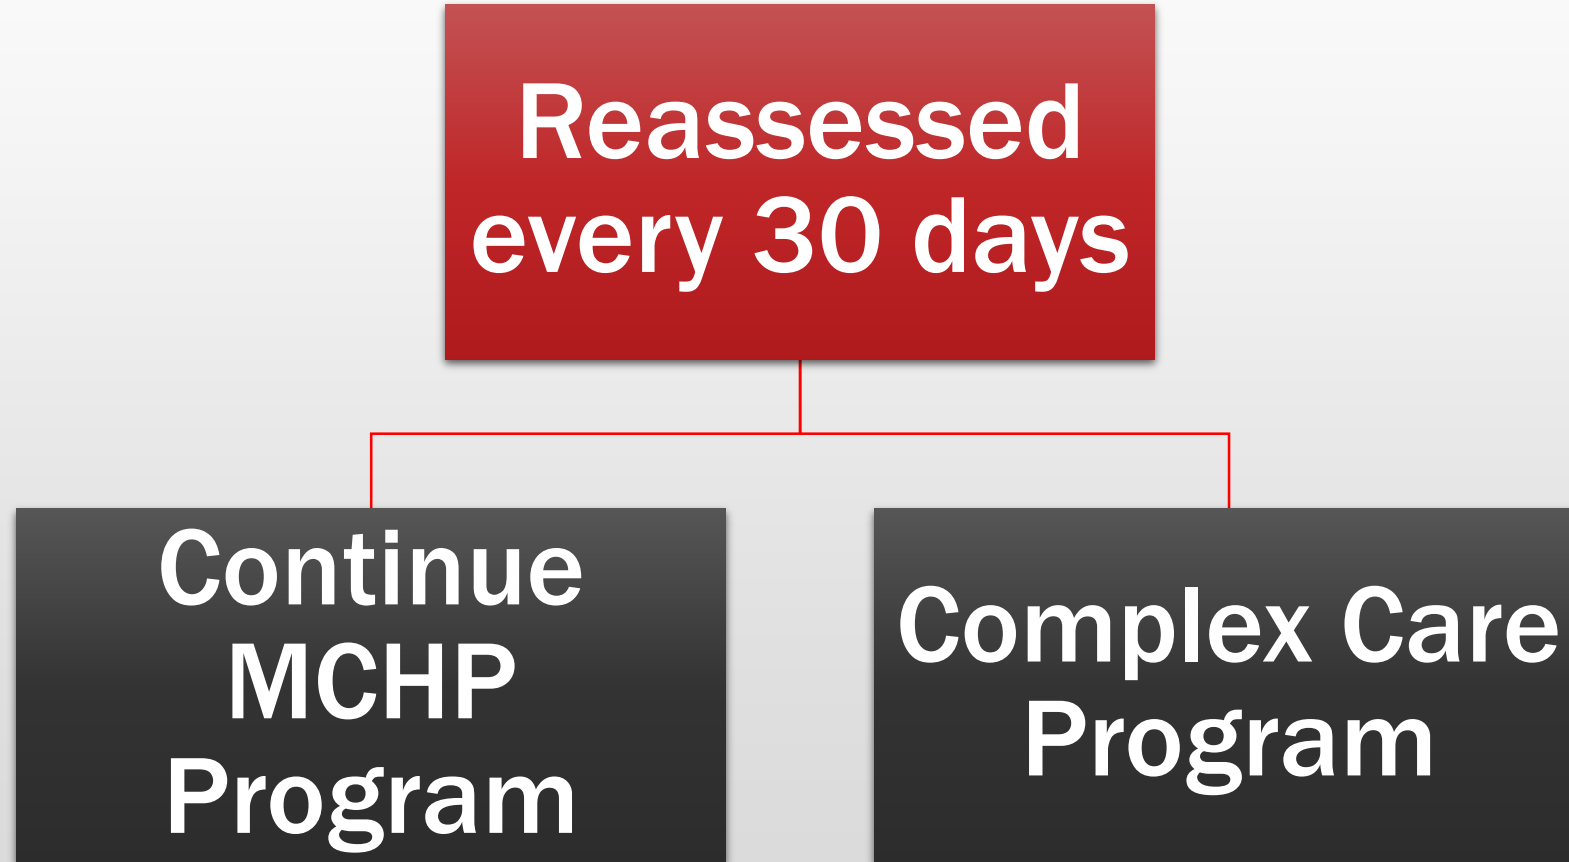 Reassessed
every 30 days
Continue
MCHP
Program
Complex Care
Program